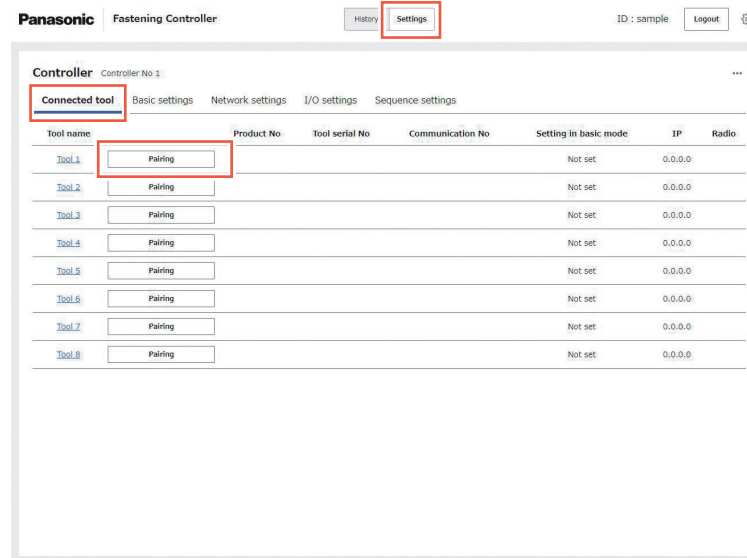 Panasonic Fastening Controller History Settings ID : sample Logout
Controller Controller No 1 ...
Connected tool Basic settings Network settings I/O settings Sequence settings
Tool name Product No Tool serial No Communication No Setting in basic mode IP Radio
Tool 1 Pairing Not set 0.0.0.0
Tool 2 Pairing Not set 0.0.0.0
Tool 3 Pairing Not set 0.0.0.0
Tool 4 Pairing Not set 0.0.0.0
Tool 5 Pairing Not set 0.0.0.0
Tool 6 Pairing Not set 0.0.0.0
Tool 7 Pairing Not set 0.0.0.0
Tool 8 Pairing Not set 0.0.0.0